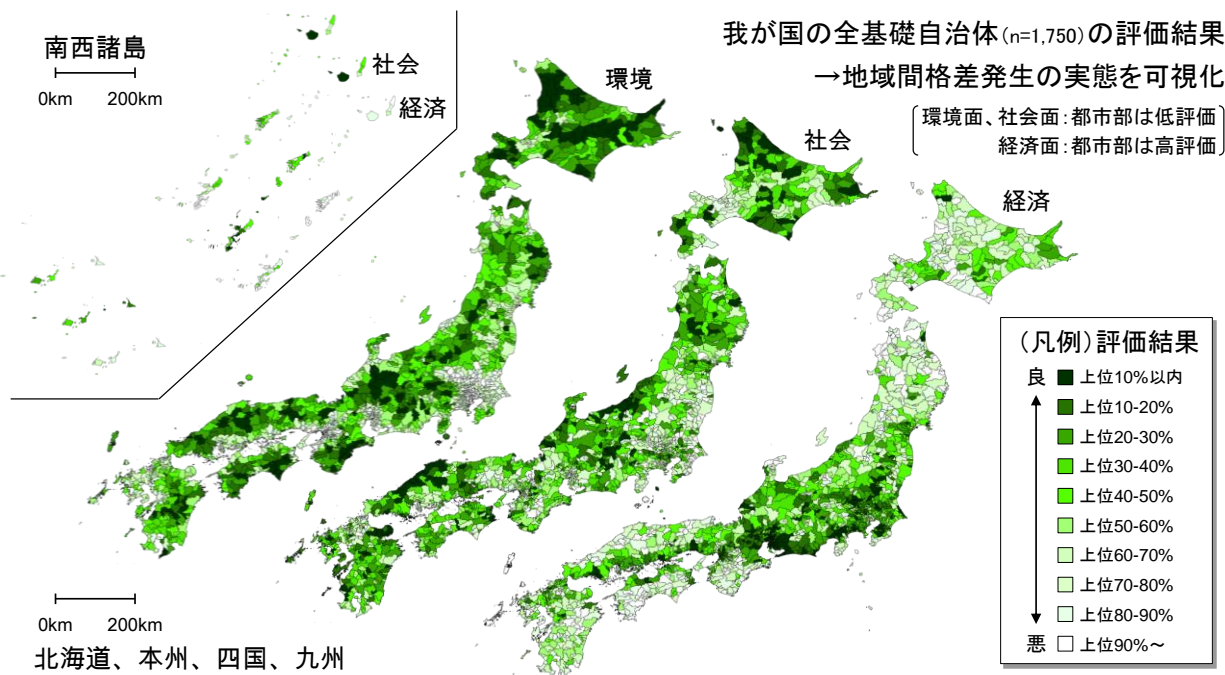 我が国の全基礎自治体(n=1,750)の評価結果
→地域間格差発生の実態を可視化
環境面、社会面：都市部は低評価
経済面：都市部は高評価
南西諸島
0km 200km
社会
経済
環境
社会
経済
（凡例）評価結果
良
上位10%以内
上位10-20%
上位20-30%
上位30-40%
上位40-50%
上位50-60%
上位60-70%
上位70-80%
上位80-90%
悪 上位90%～
0km 200km
北海道、本州、四国、九州